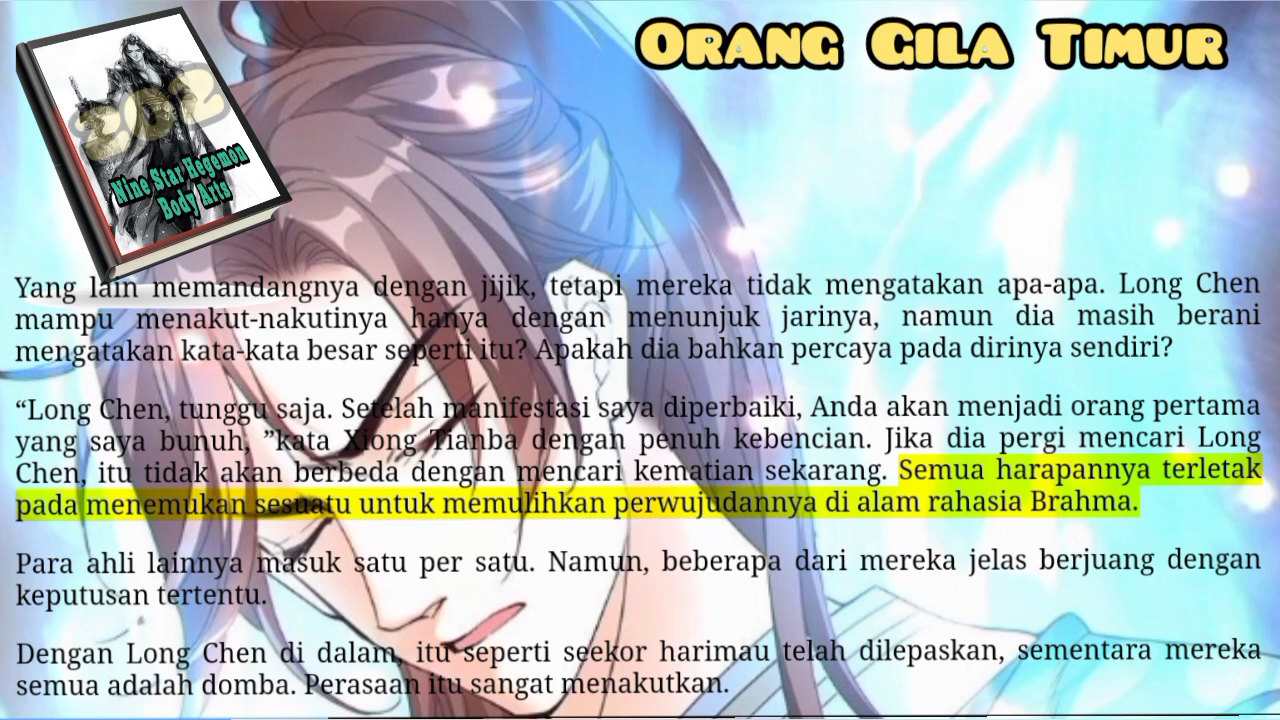 Orang Gila Timur
202
Nine Star Hegemon
Body Arts
Yang lain memandangnya dengan jijik, tetapi mereka tidak mengatakan apa-apa. Long Chen
mampu menakut-nakutinya hanya dengan menunjuk jarinya, namun dia masih berani
mengatakan kata-kata besar seperti itu? Apakah dia bahkan percaya pada dirinya sendiri?
“Long Chen, tunggu saja. Setelah manifestasi saya diperbaiki, Anda akan menjadi orang pertama
yang saya bunuh, ”kata Xiong Tianba dengan penuh kebencian. Jika dia pergi mencari Long
Chen, itu tidak akan berbeda dengan mencari kematian sekarang. Semua harapannya terletak
pada menemukan sesuatu untuk memulihkan perwujudannya di alam rahasia Brahma.
Para ahli lainnya masuk satu per satu. Namun, beberapa dari mereka jelas berjuang dengan
keputusan tertentu.
Dengan Long Chen di dalam, itu seperti seekor harimau telah dilepaskan, sementara mereka
semua adalah domba. Perasaan itu sangat menakutkan.